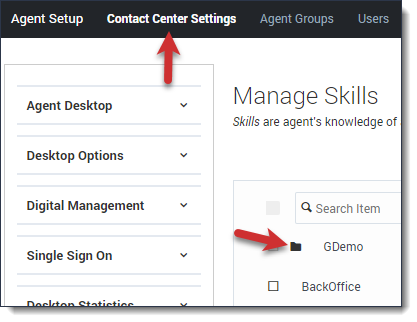 Agent Setup Contact Center Settings Agent Groups Users
Agent Desktop
Desktop Options
Digital Management
Single Sign On
Desktop Statistics
Manage Skills
Skills are agent's knowledge of
Search Item
GDemo
BackOffice